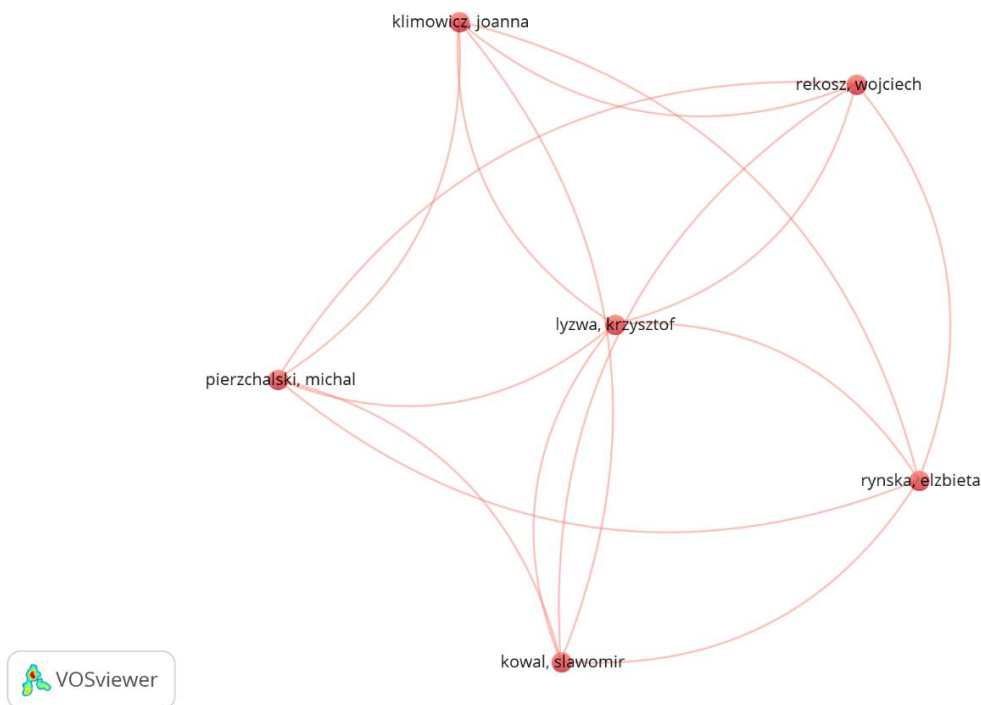 klimowicz, joanna
rekosz, wojciech
lyzwa, krzysztof
pierzchalski, michal
rynska, elzbieta
kowal, slawomir
VOSviewer